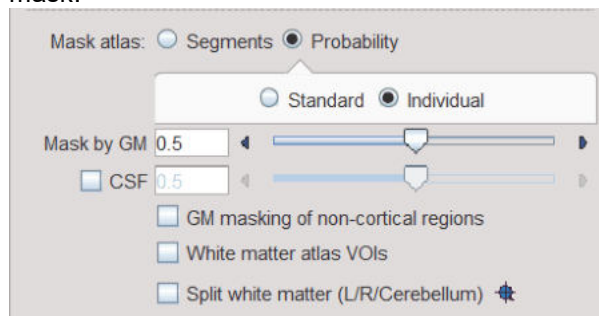 mask.
Mask atlas: Segments Probability
Standard Individual
Mask by GM 0.5
CSF 0.5
GM masking of non-cortical regions
White matter atlas VOIs
Split white matter (L/R/Cerebellum)